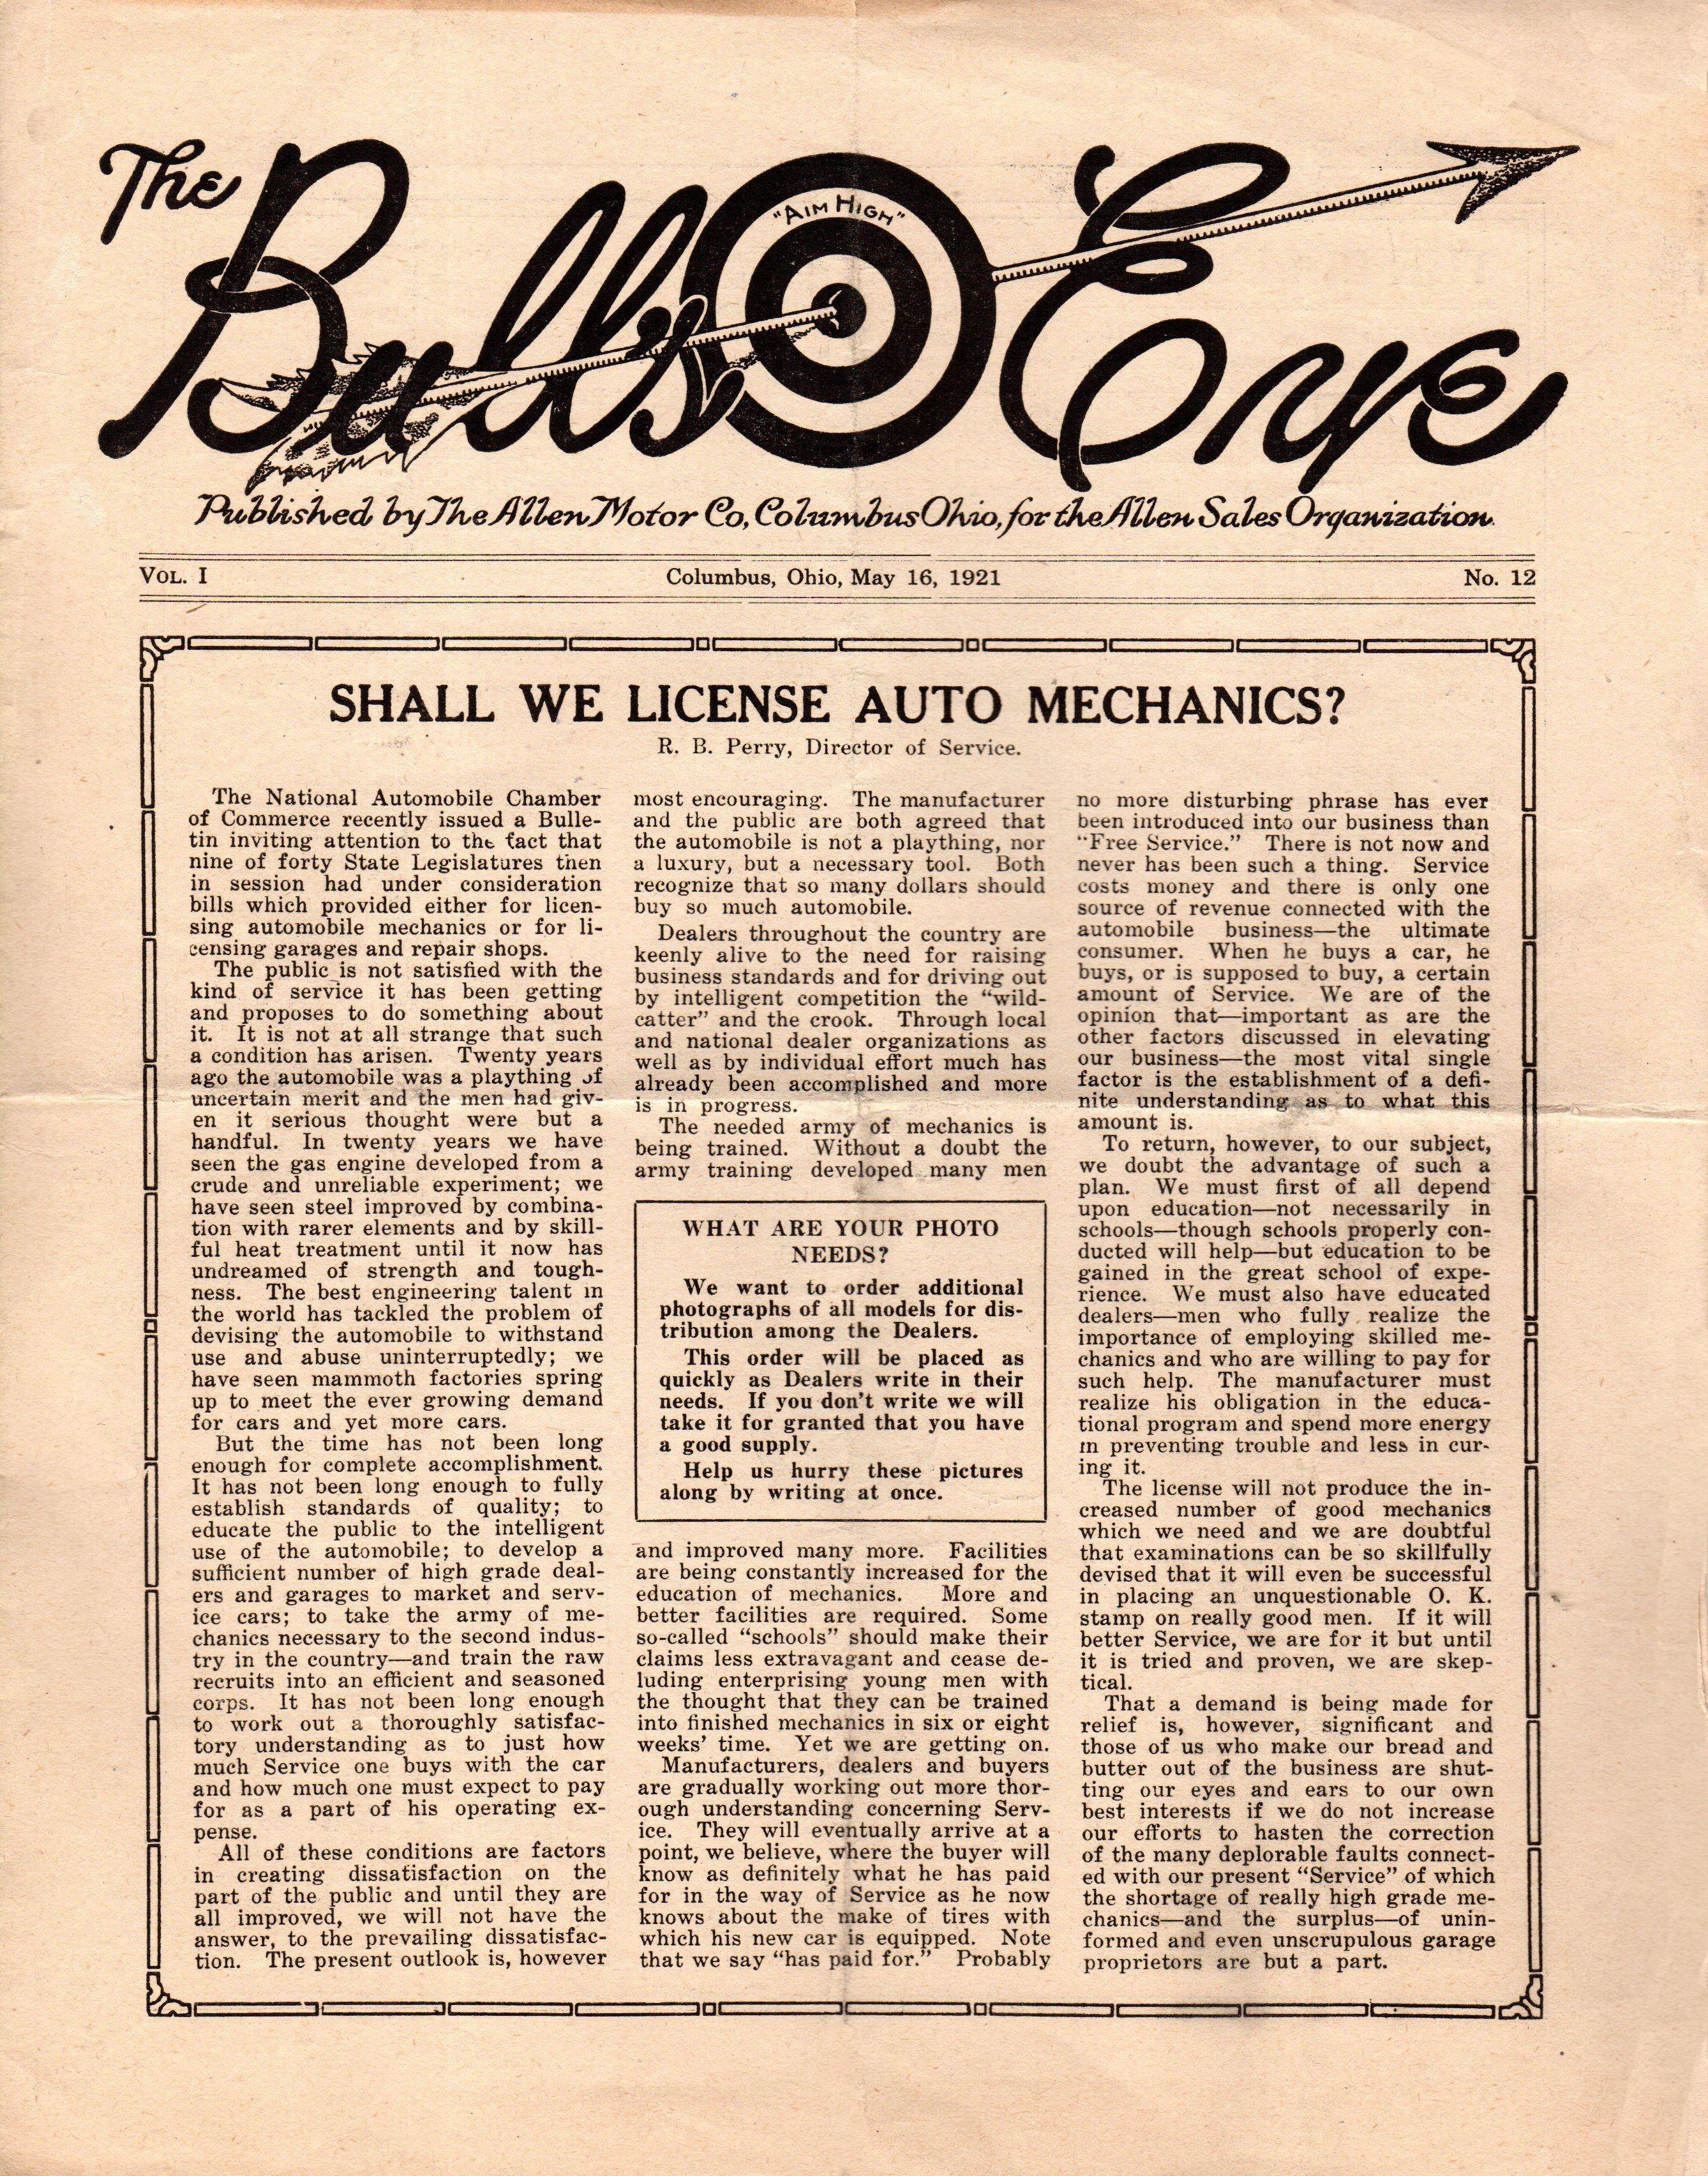 The Bulls Eye
"AIM HIGH"
Published by The Allen Motor Co., Columbus Ohio, for the Allen Sales Organization.
VOL. I Columbus, Ohio, May 16, 1921 No. 12
SHALL WE LICENSE AUTO MECHANICS?
R. B. Perry, Director of Service.
The National Automobile Chamber
of Commerce recently issued a Bulle-
tin inviting attention to the fact that
nine of forty State Legislatures then
in session had under consideration
bills which provided either for licen-
sing automobile mechanics or for li-
censing garages and repair shops.
The public is not satisfied with the
kind of service it has been getting
and proposes to do something about
it. It is not at all strange that such
a condition has arisen. Twenty years
ago the automobile was a plaything of
uncertain merit and the men had giv-
en it serious thought were but a
handful. In twenty years we have
seen the gas engine developed from a
crude and unreliable experiment; we
have seen steel improved by combina-
tion with rarer elements and by skill-
ful heat treatment until it now has
undreamed of strength and tough-
ness. The best engineering talent in
the world has tackled the problem of
devising the automobile to withstand
use and abuse uninterruptedly; we
have seen mammoth factories spring
up to meet the ever growing demand
for cars and yet more cars.
But the time has not been long
enough for complete accomplishment.
It has not been long enough to fully
establish standards of quality; to
educate the public to the intelligent
use of the automobile; to develop a
sufficient number of high grade deal-
ers and garages to market and serv-
ice cars; to take the army of me-
chanics necessary to the second indus-
try in the country—and train the raw
recruits into an efficient and seasoned
corps. It has not been long enough
to work out a thoroughly satisfac-
tory understanding as to just how
much Service one buys with the car
and how much one must expect to pay
for as a part of his operating ex-
pense.
All of these conditions are factors
in creating dissatisfaction on the
part of the public and until they are
all improved, we will not have the
answer, to the prevailing dissatisfac-
tion. The present outlook is, however
most encouraging. The manufacturer
and the public are both agreed that
the automobile is not a plaything, nor
a luxury, but a necessary tool. Both
recognize that so many dollars should
buy so much automobile.
Dealers throughout the country are
keenly alive to the need for raising
business standards and for driving out
by intelligent competition the "wild-
catter" and the crook. Through local
and national dealer organizations as
well as by individual effort much has
already been accomplished and more
is in progress.
The needed army of mechanics is
being trained. Without a doubt the
army training developed many men
WHAT ARE YOUR PHOTO
NEEDS?
We want to order additional
photographs of all models for dis-
tribution among the Dealers.
This order will be placed as
quickly as Dealers write in their
needs. If you don't write we will
take it for granted that you have
a good supply.
Help us hurry these pictures
along by writing at once.
and improved many more. Facilities
are being constantly increased for the
education of mechanics. More and
better facilities are required. Some
so-called "schools" should make their
claims less extravagant and cease de-
luding enterprising young men with
the thought that they can be trained
into finished mechanics in six or eight
weeks' time. Yet we are getting on.
Manufacturers, dealers and buyers
are gradually working out more thor-
ough understanding concerning Serv-
ice. They will eventually arrive at a
point, we believe, where the buyer will
know as definitely what he has paid
for in the way of Service as he now
knows about the make of tires with
which his new car is equipped. Note
that we say "has paid for." Probably
no more disturbing phrase has ever
been introduced into our business than
"Free Service." There is not now and
never has been such a thing. Service
costs money and there is only one
source of revenue connected with the
automobile business—the ultimate
consumer. When he buys a car, he
buys, or is supposed to buy, a certain
amount of Service. We are of the
opinion that—important as are the
other factors discussed in elevating
our business—the most vital single
factor is the establishment of a defi-
nite understanding as to what this
amount is.
To return, however, to our subject,
we doubt the advantage of such a
plan. We must first of all depend
upon education—not necessarily in
schools—though schools properly con-
ducted will help—but education to be
gained in the great school of expe-
rience. We must also have educated
dealers—men who fully realize the
importance of employing skilled me-
chanics and who are willing to pay for
such help. The manufacturer must
realize his obligation in the educa-
tional program and spend more energy
in preventing trouble and less in cur-
ing it.
The license will not produce the in-
creased number of good mechanics
which we need and we are doubtful
that examinations can be so skillfully
devised that it will even be successful
in placing an unquestionable O. K.
stamp on really good men. If it will
better Service, we are for it but until
it is tried and proven, we are skep-
tical.
That a demand is being made for
relief is, however, significant and
those of us who make our bread and
butter out of the business are shut-
ting our eyes and ears to our own
best interests if we do not increase
our efforts to hasten the correction
of the many deplorable faults connect-
ed with our present "Service" of which
the shortage of really high grade me-
chanics—and the surplus—of unin-
formed and even unscrupulous garage
proprietors are but a part.